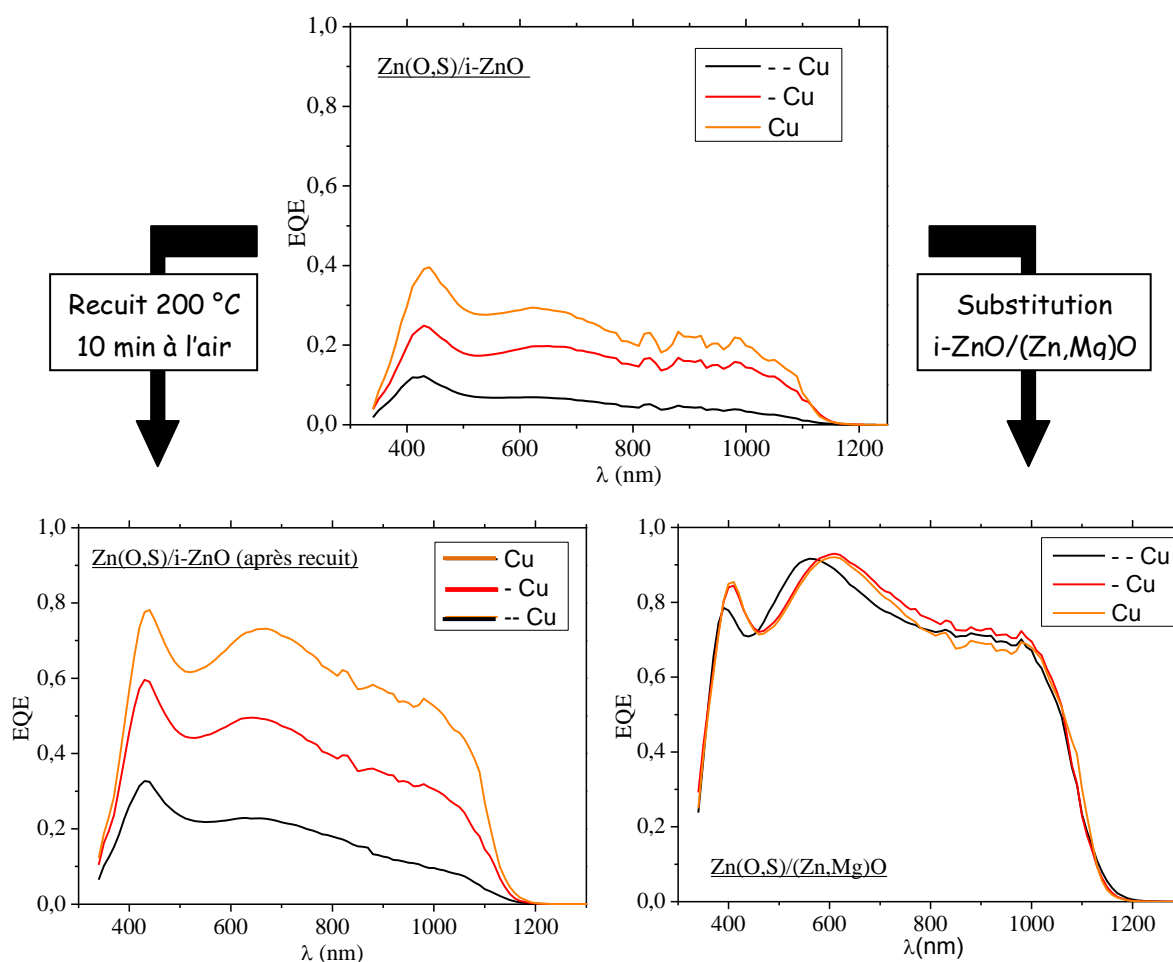 1,0
Zn(O,S)/i-ZnO
- - Cu
- Cu
Cu
0,8
0,6
EQE
0,4
0,2
0,0
400 600 800 1000 1200
λ (nm)
Recuit 200 °C
10 min à l'air
Substitution
i-ZnO/(Zn,Mg)O
1,0
Zn(O,S)/i-ZnO (après recuit)
Cu
- Cu
-- Cu
0,8
0,6
EQE
0,4
0,2
0,0
400 600 800 1000 1200
λ (nm)
1,0
- - Cu
- Cu
Cu
0,8
0,6
EQE
0,4
0,2
Zn(O,S)/(Zn,Mg)O
0,0
400 600 800 1000 1200
λ(nm)